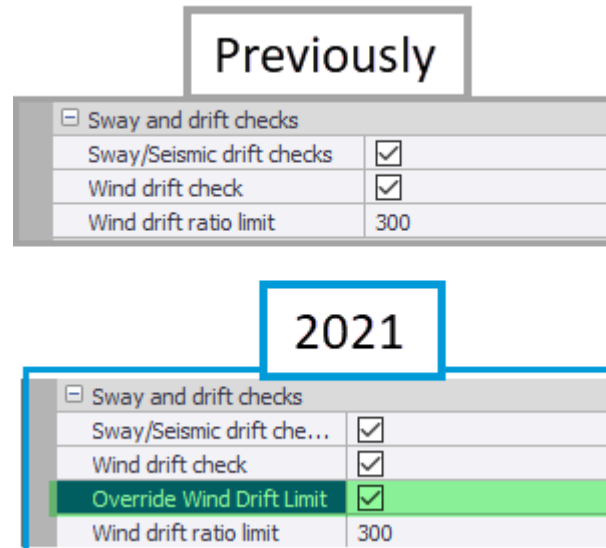 Previously
Sway and drift checks
Sway/Seismic drift checks
Wind drift check
Wind drift ratio limit 300
2021
Sway and drift checks
Sway/Seismic drift che...
Wind drift check
Override Wind Drift Limit
Wind drift ratio limit 300